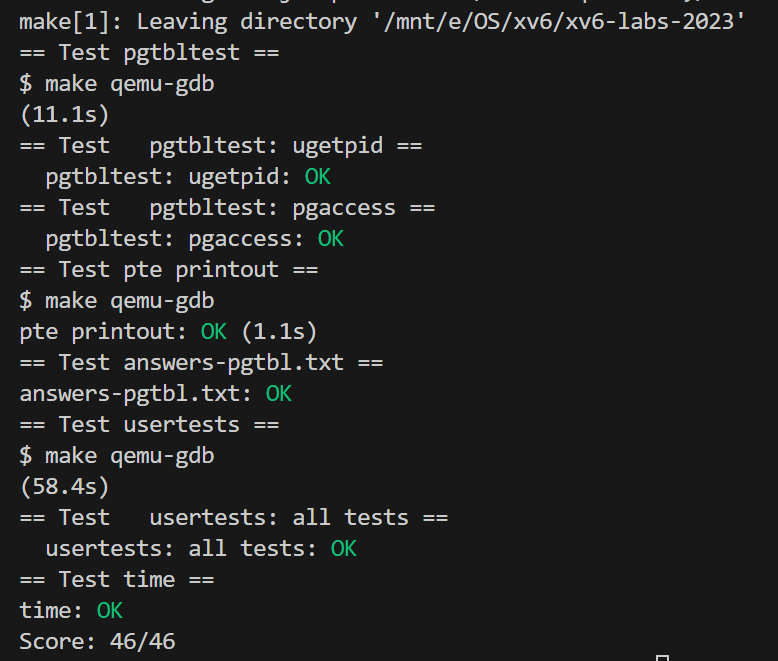 make[1]: Leaving directory '/mnt/e/OS/xv6/xv6-labs-2023'
== Test pgtbltest ==
$ make qemu-gdb
(11.1s)
== Test   pgtbltest: ugetpid ==
  pgtbltest: ugetpid: OK
== Test   pgtbltest: pgaccess ==
  pgtbltest: pgaccess: OK
== Test pte printout ==
$ make qemu-gdb
pte printout: OK (1.1s)
== Test answers-pgtbl.txt ==
answers-pgtbl.txt: OK
== Test usertests ==
$ make qemu-gdb
(58.4s)
== Test   usertests: all tests ==
  usertests: all tests: OK
== Test time ==
time: OK
Score: 46/46